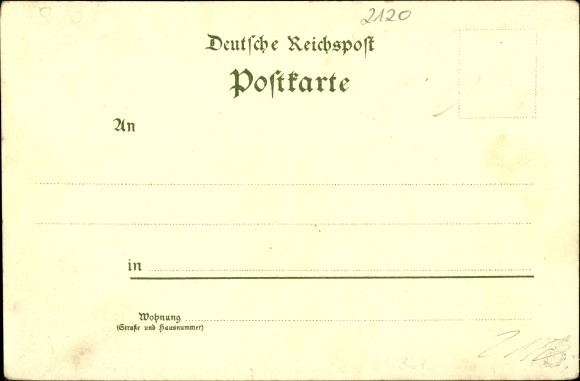 2120
Deutsche Reichspost
Postkarte
An
in
Wohnung
(Straße und Hausnummer)